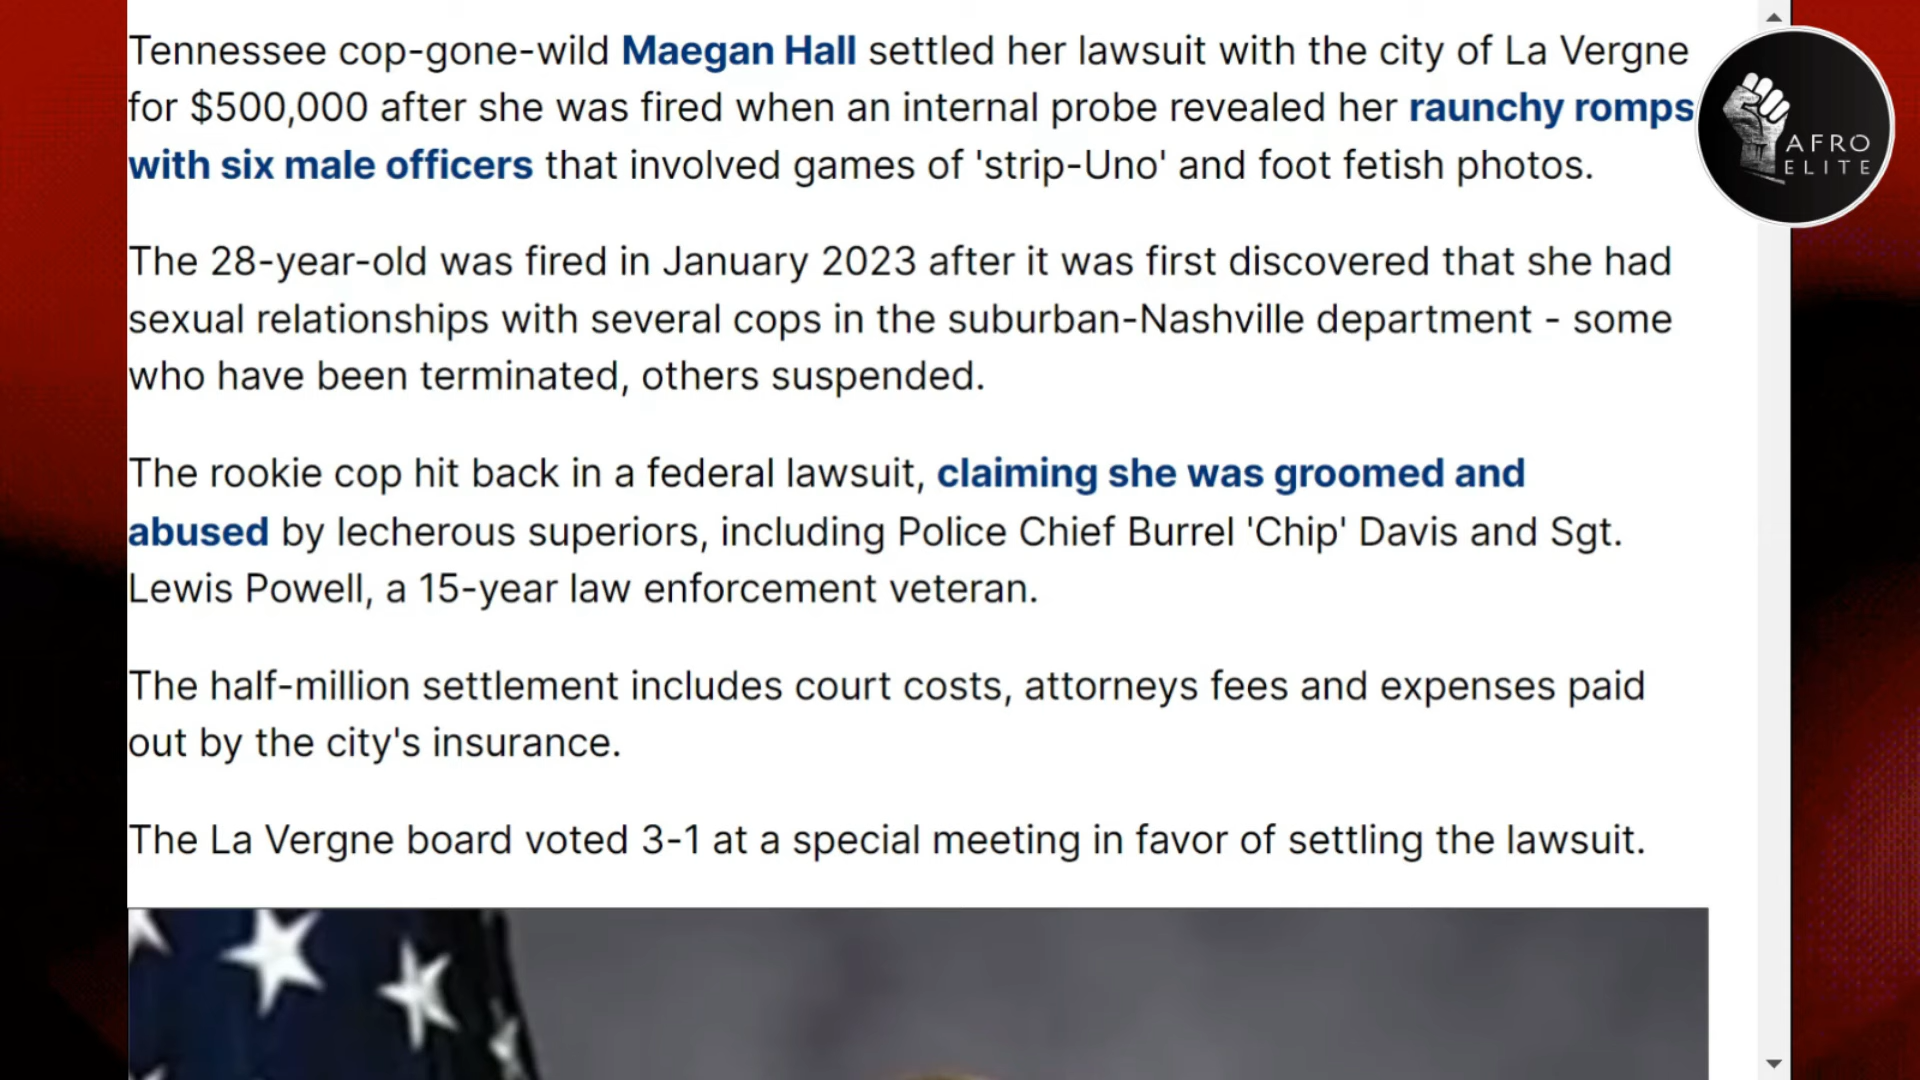 Tennessee cop-gone-wild Maegan Hall settled her lawsuit with the city of La Vergne
for $500,000 after she was fired when an internal probe revealed her raunchy romps
with six male officers that involved games of 'strip-Uno' and foot fetish photos.
The 28-year-old was fired in January 2023 after it was first discovered that she had
sexual relationships with several cops in the suburban-Nashville department - some
who have been terminated, others suspended.
The rookie cop hit back in a federal lawsuit, claiming she was groomed and
abused by lecherous superiors, including Police Chief Burrel 'Chip' Davis and Sgt.
Lewis Powell, a 15-year law enforcement veteran.
The half-million settlement includes court costs, attorneys fees and expenses paid
out by the city's insurance.
The La Vergne board voted 3-1 at a special meeting in favor of settling the lawsuit.
AFRO
ELITE